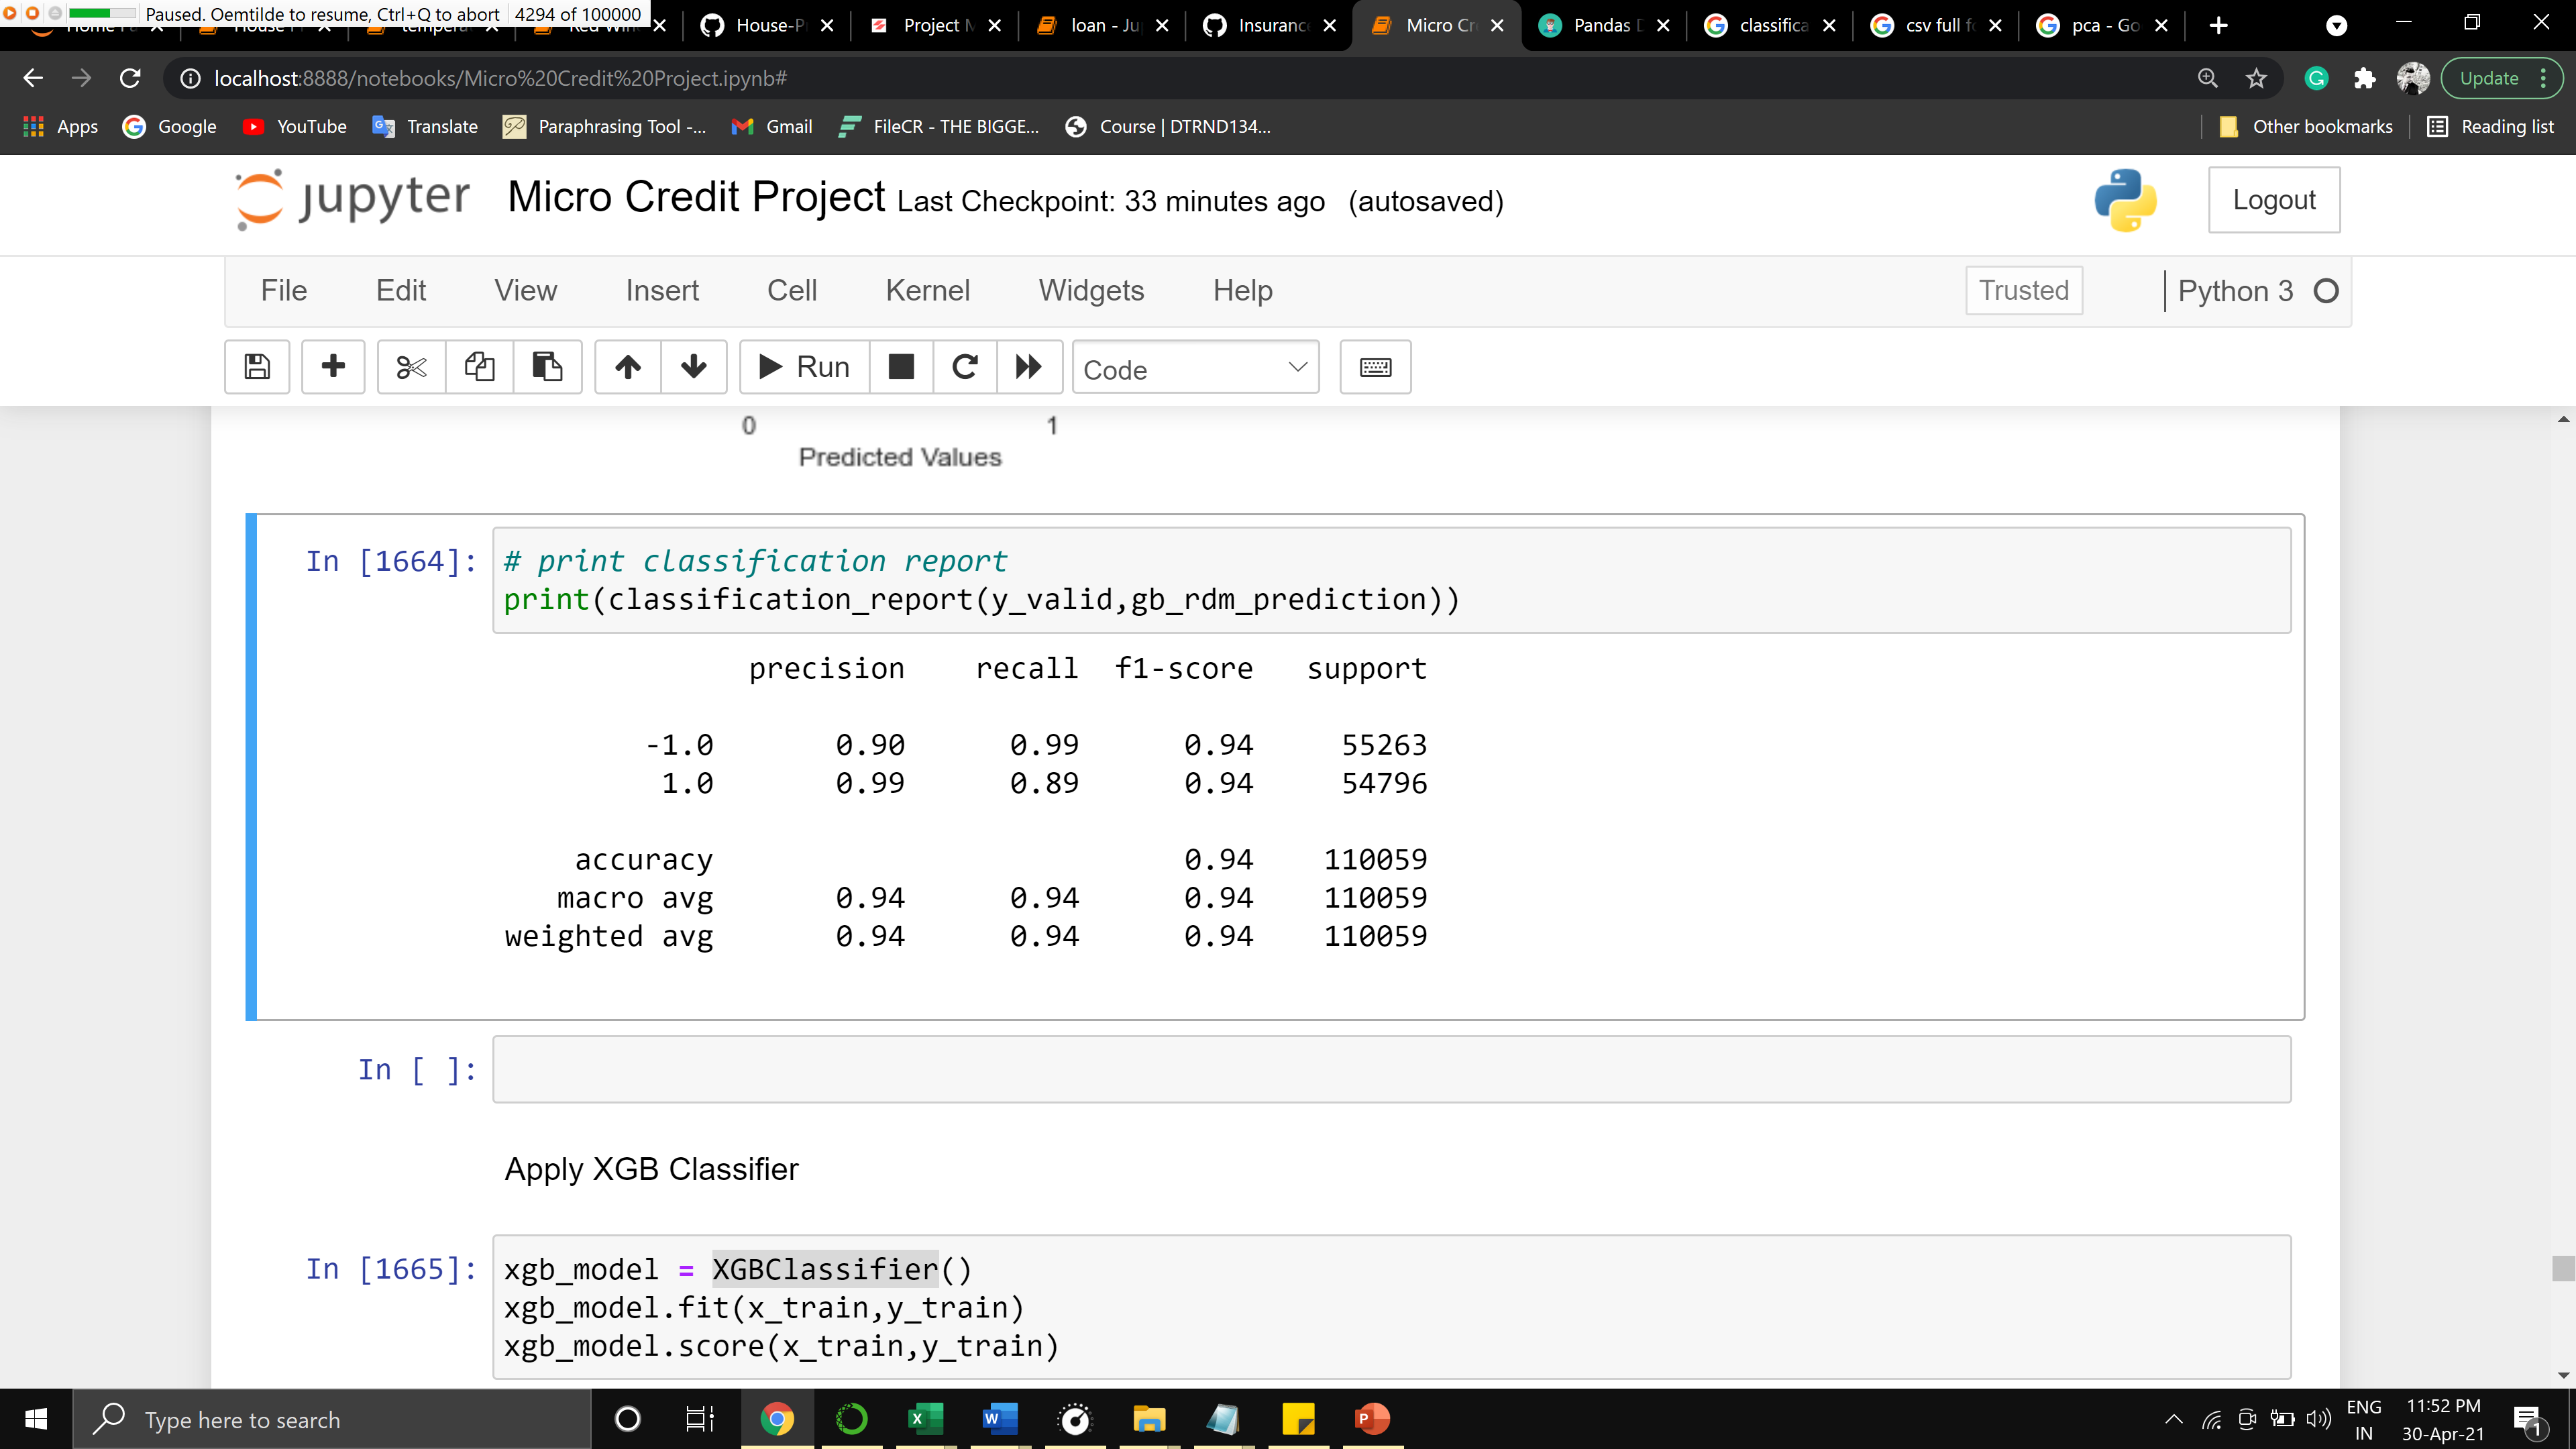 Paused. Oemtilde to resume, Ctrl+Q to abort 4294 of 100000
House-P Project M loan - Ju Insurance Micro Cr Pandas D classifica csv full f pca - Go
localhost:8888/notebooks/Micro%20Credit%20Project.ipynb#
Update
Apps Google YouTube Translate Paraphrasing Tool -... Gmail FileCR - THE BIGGE... Course | DTRND134... Other bookmarks Reading list
jupyter Micro Credit Project Last Checkpoint: 33 minutes ago (autosaved) Logout
File Edit View Insert Cell Kernel Widgets Help Trusted Python 3
Run Code
0 1
Predicted Values
In [1664]: # print classification report
print(classification_report(y_valid,gb_rdm_prediction))
precision recall f1-score support
-1.0 0.90 0.99 0.94 55263
1.0 0.99 0.89 0.94 54796
accuracy 0.94 110059
macro avg 0.94 0.94 0.94 110059
weighted avg 0.94 0.94 0.94 110059
In [ ]:
Apply XGB Classifier
In [1665]: xgb_model = XGBClassifier()
xgb_model.fit(x_train,y_train)
xgb_model.score(x_train,y_train)
Type here to search
ENG
IN
11:52 PM
30-Apr-21
1